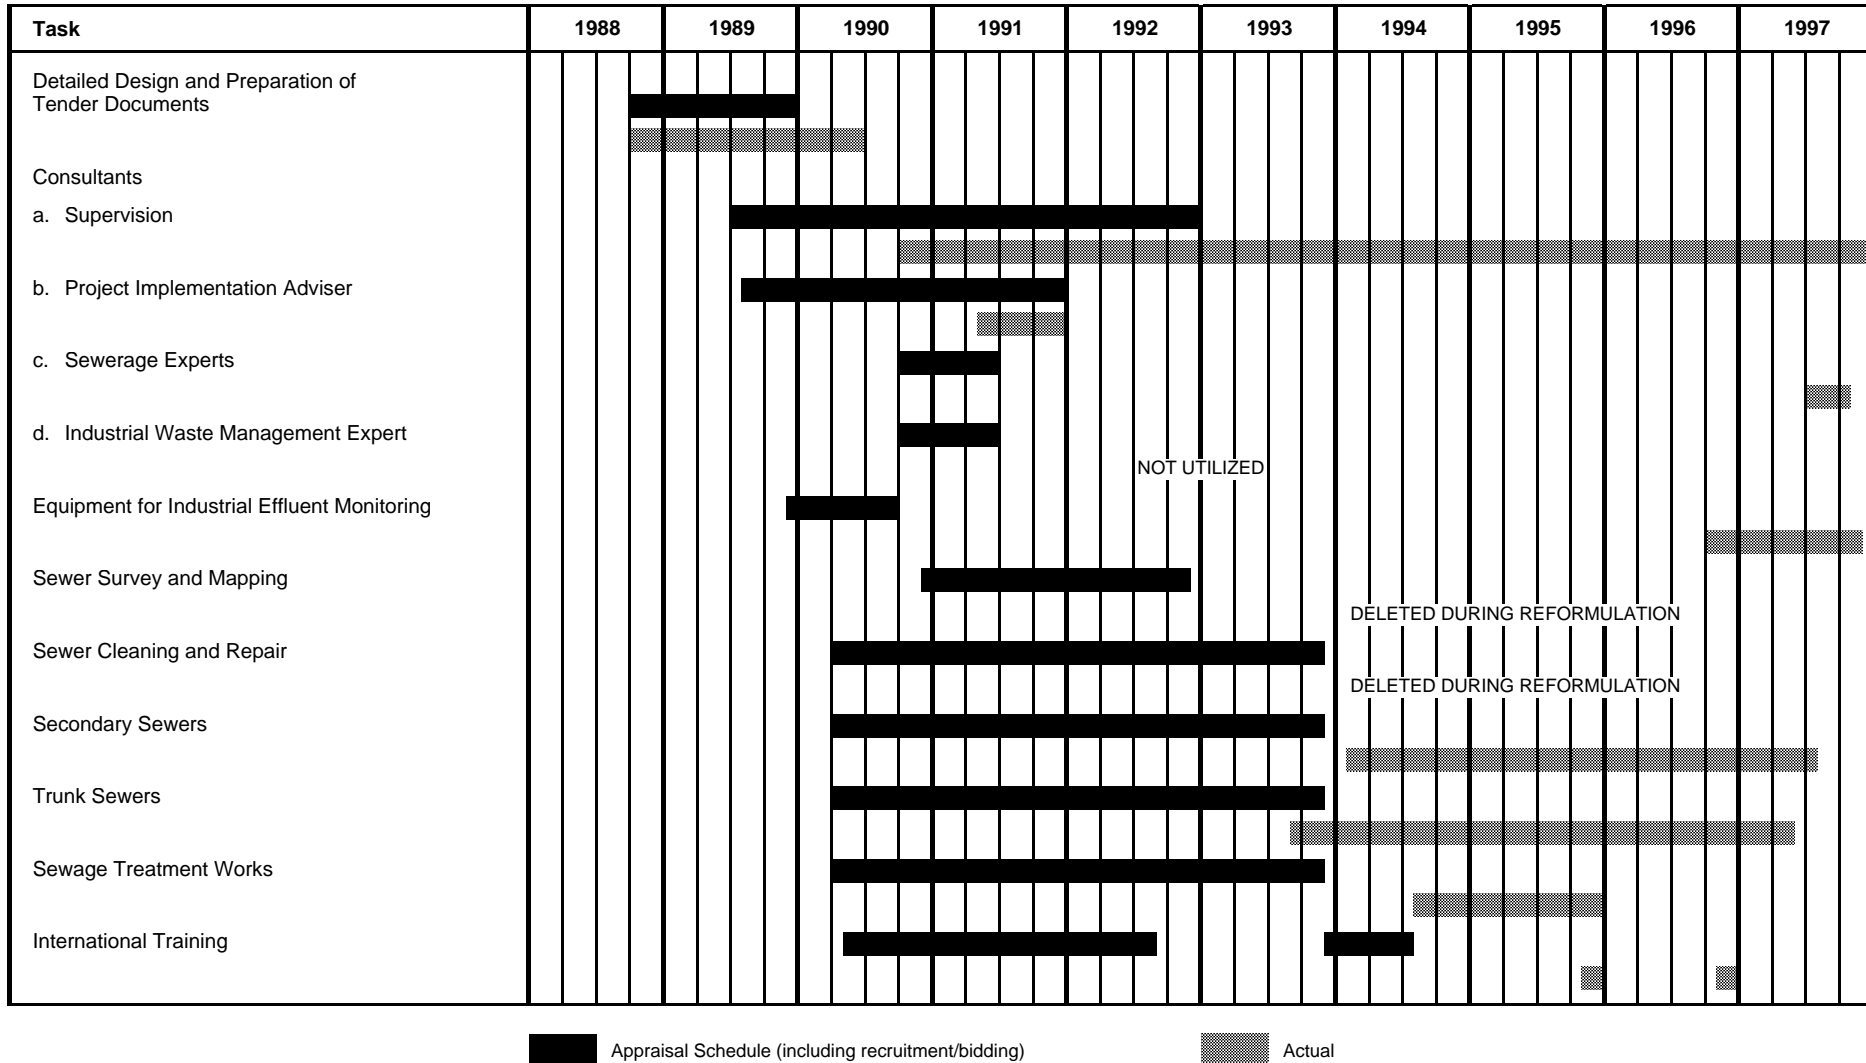 Task 1988 1989 1990 1991 1992 1993 1994 1995 1996 1997
Detailed Design and Preparation of
Tender Documents
Consultants
a. Supervision
b. Project Implementation Adviser
c. Sewerage Experts
d. Industrial Waste Management Expert
NOT UTILIZED
Equipment for Industrial Effluent Monitoring
Sewer Survey and Mapping
DELETED DURING REFORMULATION
Sewer Cleaning and Repair
DELETED DURING REFORMULATION
Secondary Sewers
Trunk Sewers
Sewage Treatment Works
International Training
Appraisal Schedule (including recruitment/bidding) Actual